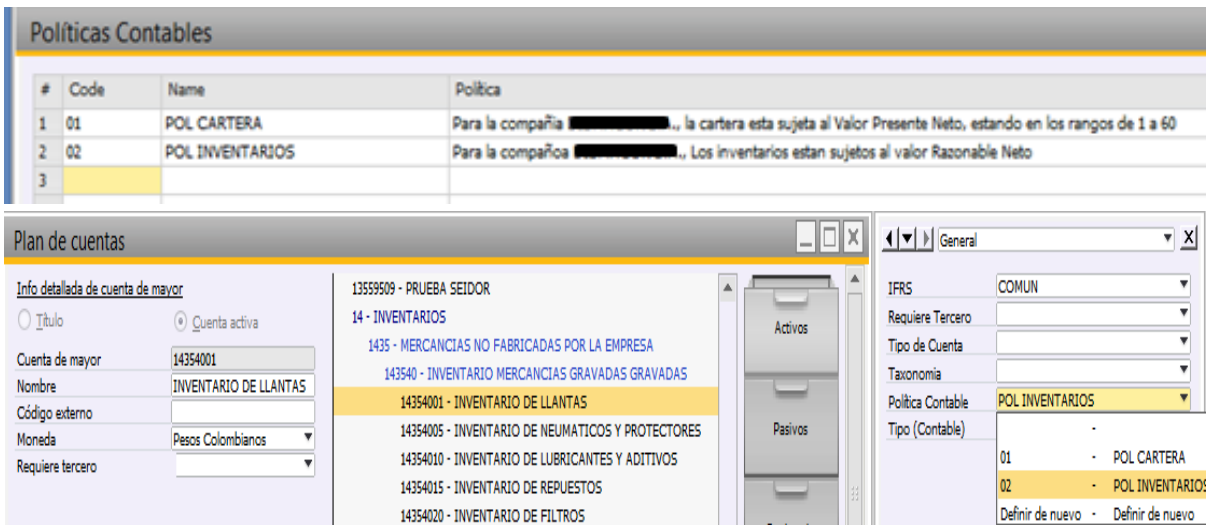 Políticas Contables
# Code Name Política
1 01 POL CARTERA Para la compañia ., la cartera esta sujeta al Valor Presente Neto, estando en los rangos de 1 a 60
2 02 POL INVENTARIOS Para la compañoa ., Los inventarios estan sujetos al valor Razonable Neto
3
Plan de cuentas
Info detallada de cuenta de mayor
Título Cuenta activa
Cuenta de mayor 14354001
Nombre INVENTARIO DE LLANTAS
Código externo
Moneda Pesos Colombianos
Requiere tercero
13559509 - PRUEBA SEIDOR
14 - INVENTARIOS
1435 - MERCANCIAS NO FABRICADAS POR LA EMPRESA
143540 - INVENTARIO MERCANCIAS GRAVADAS GRAVADAS
14354001 - INVENTARIO DE LLANTAS
14354005 - INVENTARIO DE NEUMATICOS Y PROTECTORES
14354010 - INVENTARIO DE LUBRICANTES Y ADITIVOS
14354015 - INVENTARIO DE REPUESTOS
14354020 - INVENTARIO DE FILTROS
Activos
Pasivos
General X
IFRS COMUN
Requiere Tercero
Tipo de Cuenta
Taxonomia
Política Contable POL INVENTARIOS
Tipo (Contable) -
01 - POL CARTERA
02 - POL INVENTARIOS
Definir de nuevo - Definir de nuevo